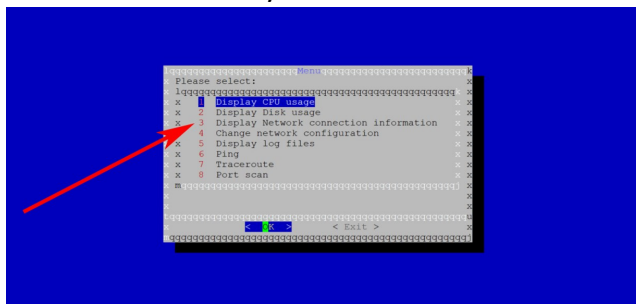 Menu
Please select:
1 Display CPU usage
2 Display Disk usage
3 Display Network connection information
4 Change network configuration
5 Display log files
6 Ping
7 Traceroute
8 Port scan
< OK > < Exit >